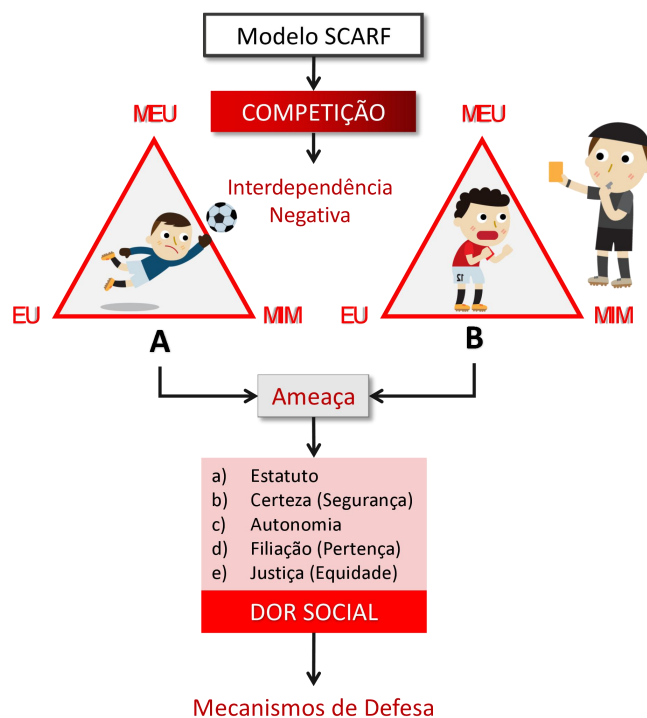 Modelo SCARF
COMPETIÇÃO
Interdependência
Negativa
MEU
EU
MIM
A
MEU
EU
MIM
B
12
Ameaça
a) Estatuto
b) Certeza (Segurança)
c) Autonomia
d) Filiação (Pertença)
e) Justiça (Equidade)
DOR SOCIAL
Mecanismos de Defesa